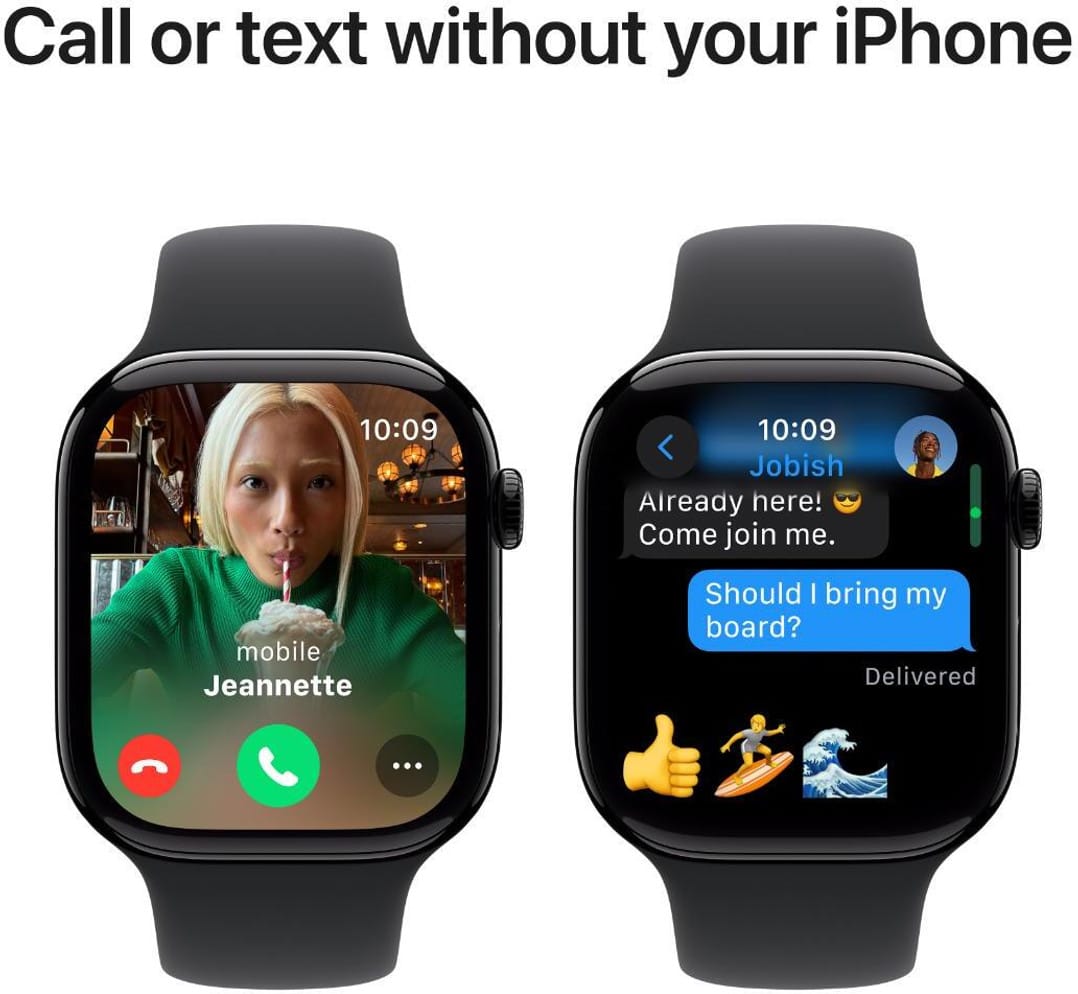 Call or text without your iPhone
10:09
mobile
Jeannette
10:09
Jobish
Already here! 😎
Come join me.
Should I bring my
board?
Delivered
👍🏄🌊